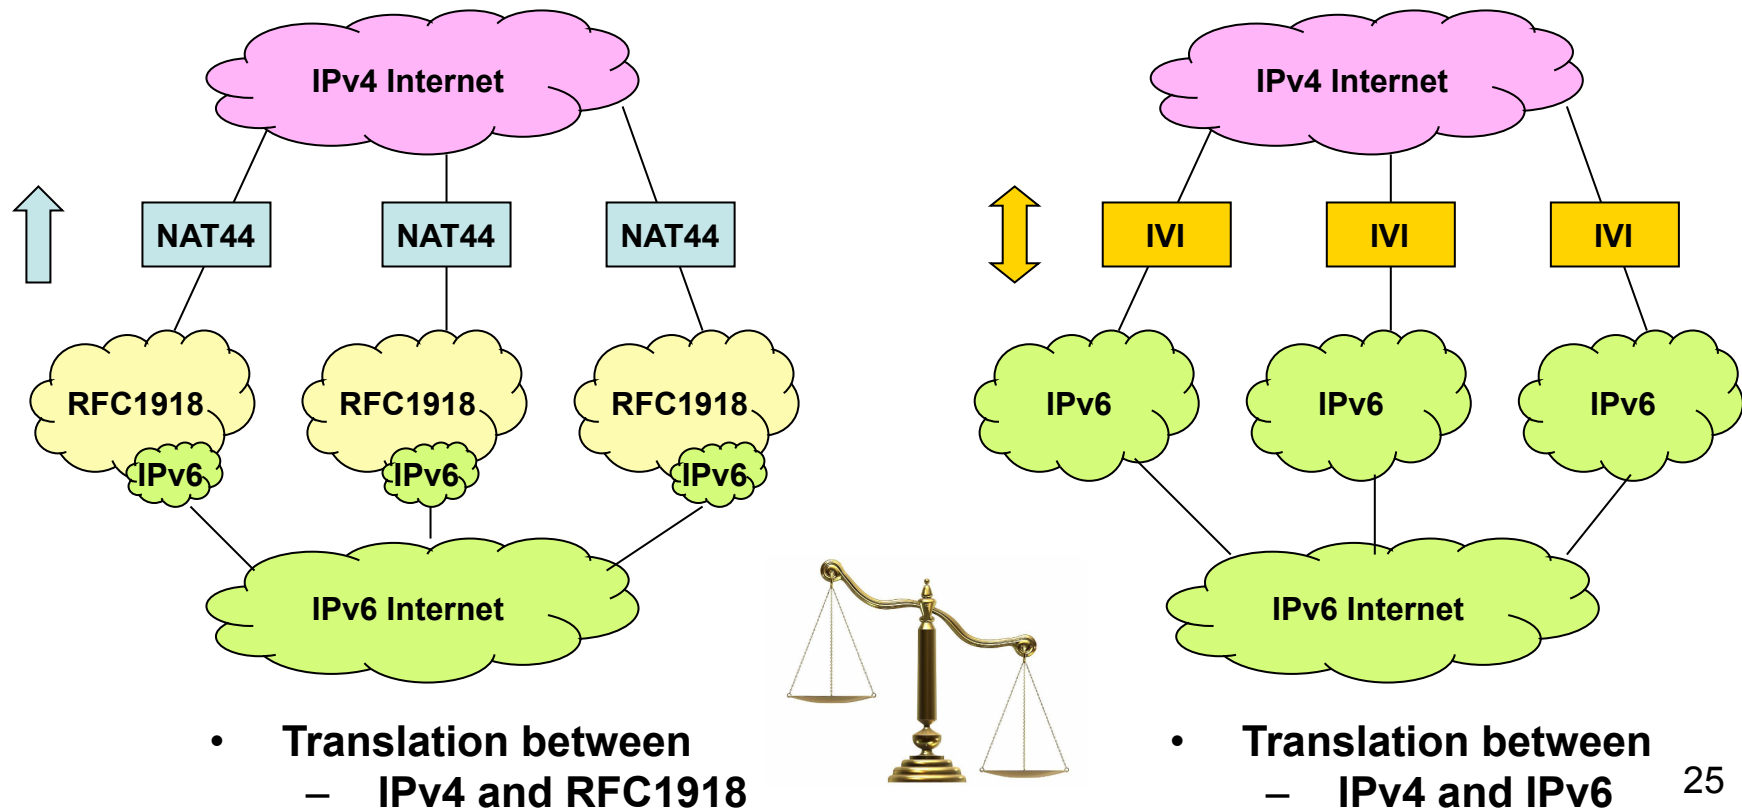 IPv4 Internet
NAT44 NAT44 NAT44
RFC1918 RFC1918 RFC1918
IPv6 IPv6 IPv6
IPv6 Internet
• Translation between
– IPv4 and RFC1918
IPv4 Internet
IVI IVI IVI
IPv6 IPv6 IPv6
IPv6 Internet
• Translation between
– IPv4 and IPv6
25